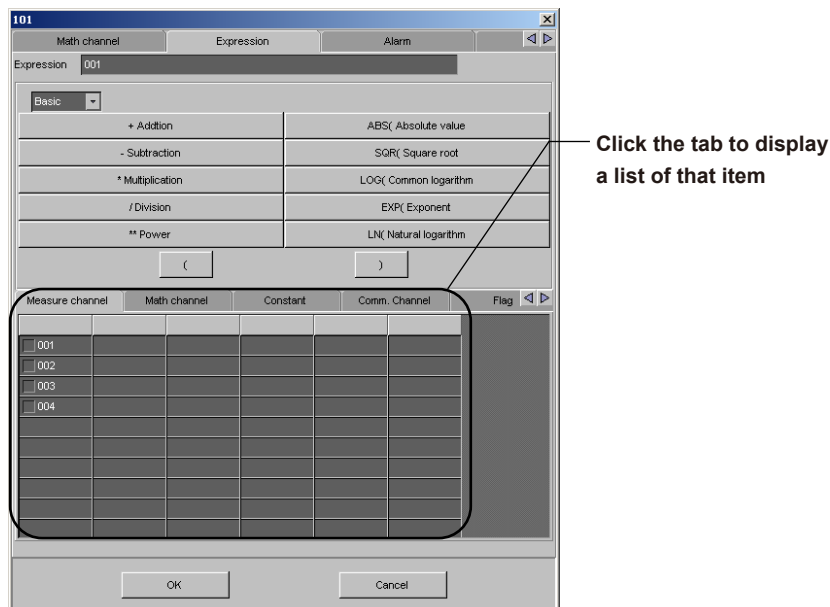 101
Math channel Expression Alarm
Expression 001
Basic
+ Addtion ABS( Absolute value
- Subtraction SQR( Square root
* Multiplication LOG( Common logarithm
/ Division EXP( Exponent
** Power LN( Natural logarithm
( )
Measure channel Math channel Constant Comm. Channel Flag
001
002
003
004
OK Cancel
Click the tab to display
a list of that item